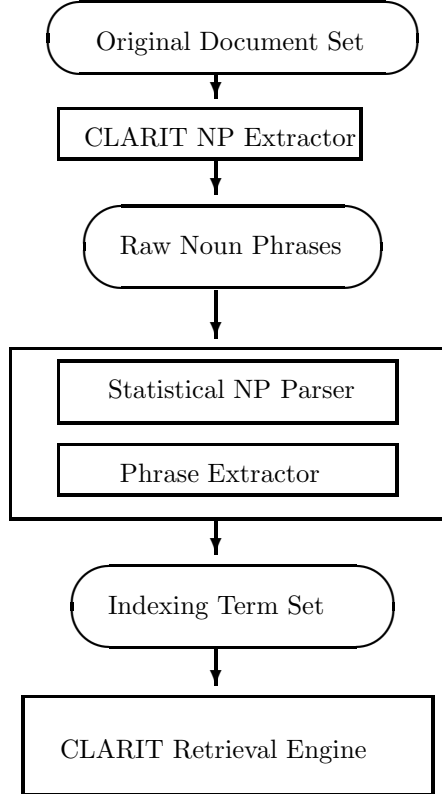 Original Document Set
CLARIT NP Extractor
Raw Noun Phrases
Statistical NP Parser
Phrase Extractor
Indexing Term Set
CLARIT Retrieval Engine